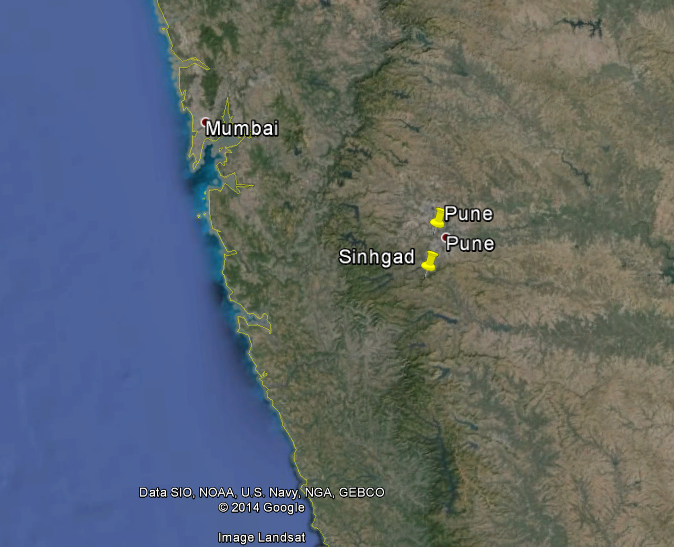 Mumbai
Pune
Pune
Sinhgad
Data SIO, NOAA, U.S. Navy, NGA, GEBCO
© 2014 Google
Image Landsat